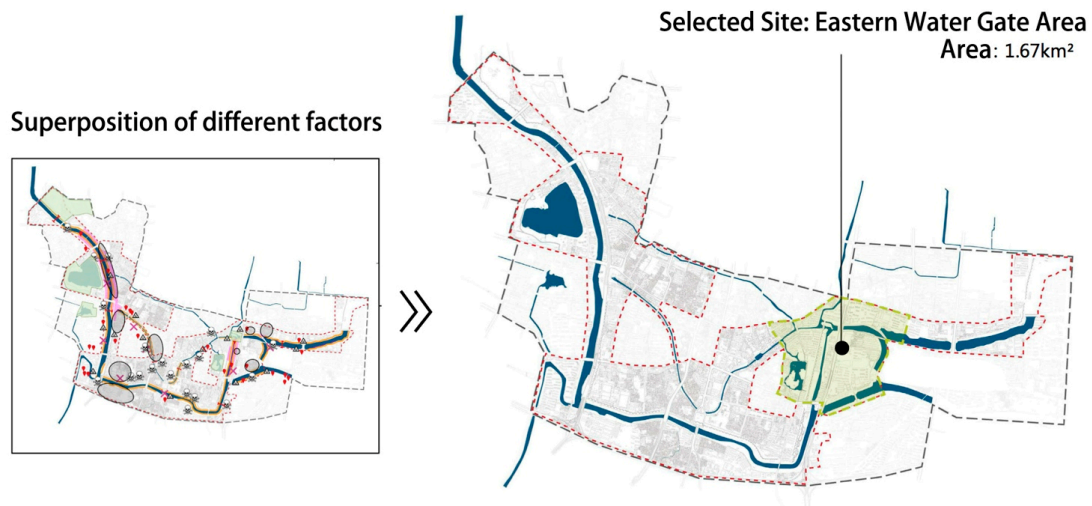 Selected Site: Eastern Water Gate Area
Area: 1.67km²
Superposition of different factors